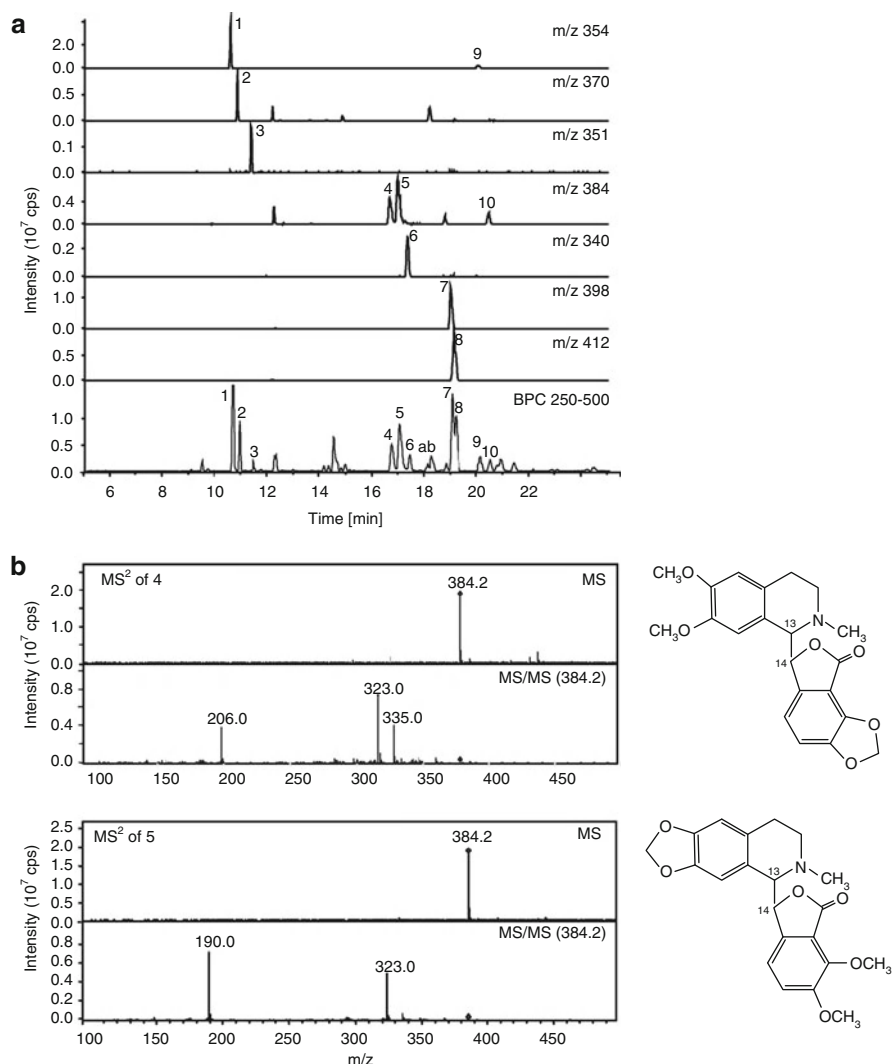 a
Intensity (10⁷ cps)
1
9
m/z 354
2.0
0.0
2
m/z 370
0.5
0.0
3
m/z 351
0.1
0.0
4
5
10
m/z 384
0.4
0.0
6
m/z 340
0.2
0.0
7
m/z 398
1.0
0.0
8
m/z 412
0.5
0.0
1
2
3
4
5
6
ab
7
8
9
10
BPC 250-500
1.0
0.5
0.0
6 8 10 12 14 16 18 20 22
Time [min]
b
Intensity (10⁷ cps)
MS² of 4
384.2
MS
2.0
1.0
0.0
MS/MS (384.2)
0.8
0.4
0.0
206.0
323.0
335.0
100 150 200 250 300 350 400 450
CH₃O
CH₃O
13
N
CH₃
14
O
O
O
O
Intensity (10⁷ cps)
MS² of 5
384.2
MS
2.5
2.0
1.5
1.0
0.5
0.0
MS/MS (384.2)
0.8
0.6
0.4
0.2
0.0
190.0
323.0
100 150 200 250 300 350 400 450
m/z
O
O
13
N
CH₃
14
O
O
OCH₃
OCH₃